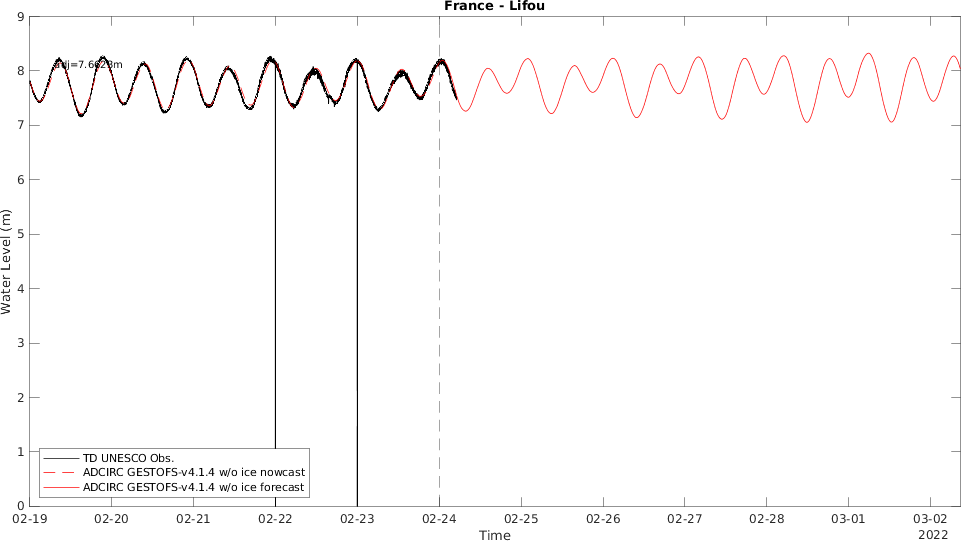 France - Lifou
9
8
7
6
5
4
3
2
1
0
Water Level (m)
adj=7.6628m
TD UNESCO Obs.
ADCIRC GESTOFS-v4.1.4 w/o ice nowcast
ADCIRC GESTOFS-v4.1.4 w/o ice forecast
02-19 02-20 02-21 02-22 02-23 02-24 02-25 02-26 02-27 02-28 03-01 03-02
Time
2022